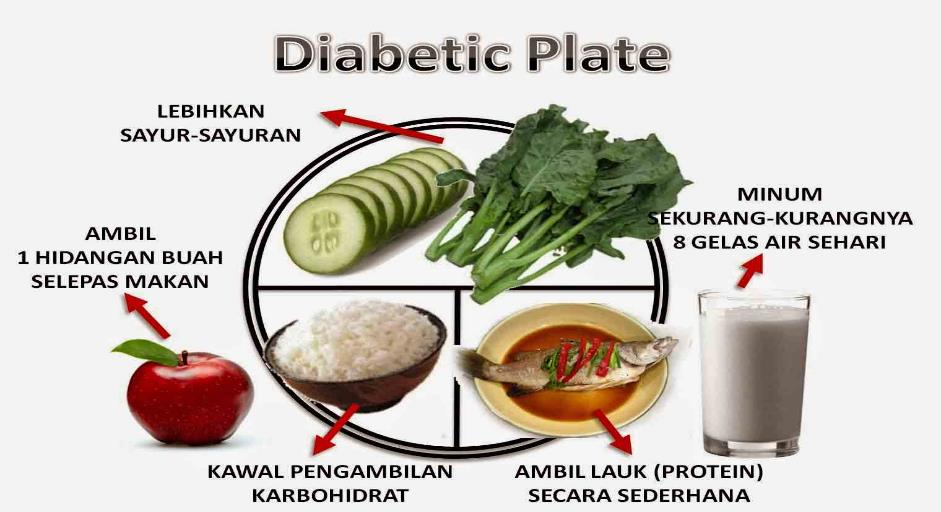 Diabetic Plate
LEBIHKAN
SAYUR-SAYURAN
MINUM
SEKURANG-KURANGNYA
8 GELAS AIR SEHARI
AMBIL
1 HIDANGAN BUAH
SELEPAS MAKAN
KAWAL PENGAMBILAN
KARBOHIDRAT
AMBIL LAUK (PROTEIN)
SECARA SEDERHANA